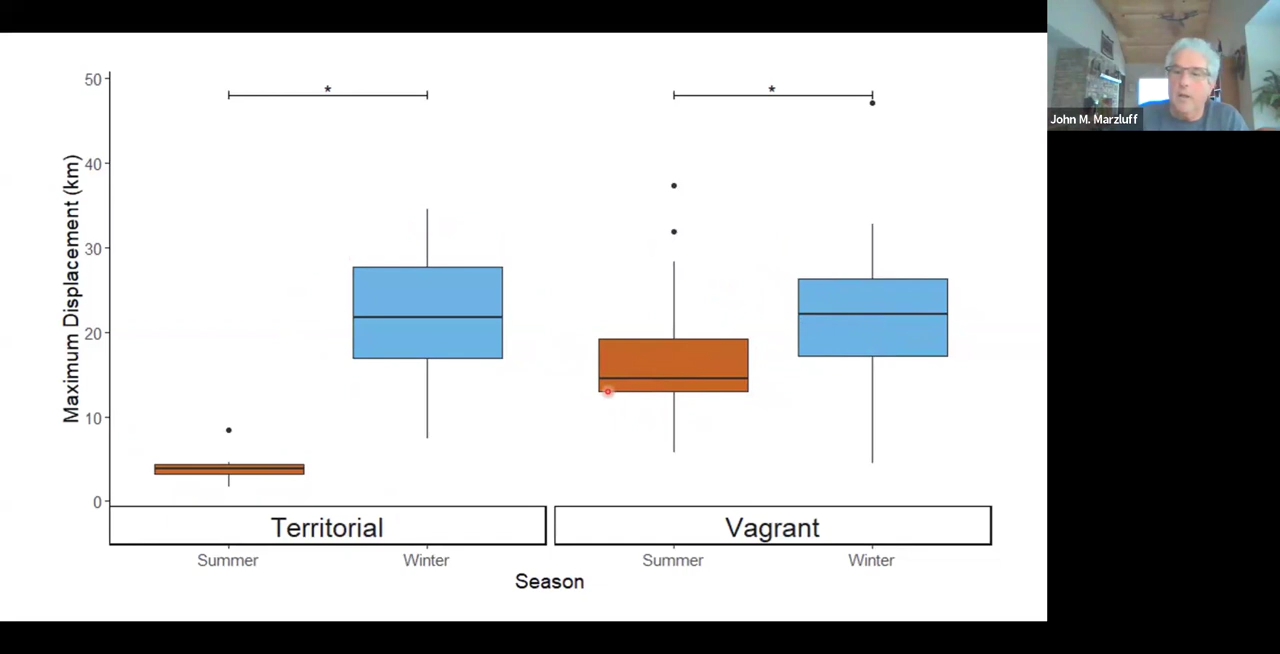 John M. Marzluff
Maximum Displacement (km)
50
40
30
20
10
0
*
*
Territorial
Vagrant
Summer
Winter
Summer
Winter
Season